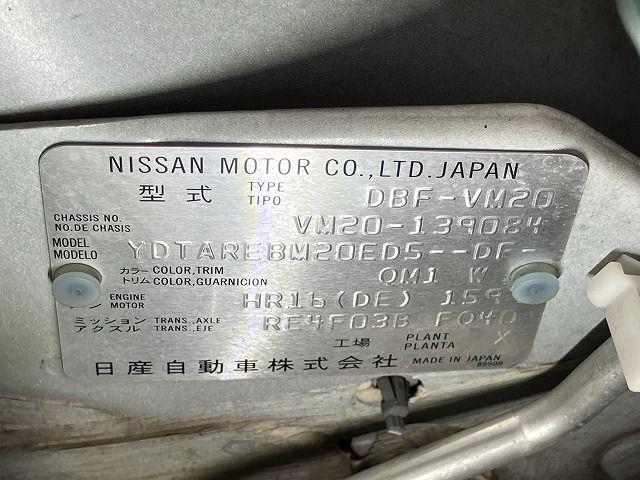 NISSAN MOTOR CO.,LTD.JAPAN
型式 TYPE TIPO DBF-VM20
CHASSIS NO. NO.DE CHASIS VM20-139084
MODEL MODELO YDTAREBM20ED5--DF-
カラー COLOR,TRIM
トリム COLOR,GUARNICION QM1 W
ENGINE MOTOR HR16(DE) 159
ミッション TRANS.,AXLE
アクスル TRANS.,EJE RE4F03B FQ40
工場 PLANT PLANTA X
日産自動車株式会社 MADE IN JAPAN
89909